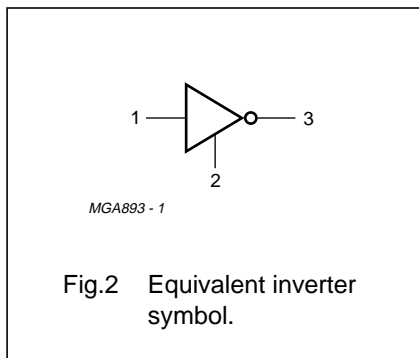 1
3
2
MGA893 - 1
Fig.2 Equivalent inverter
symbol.